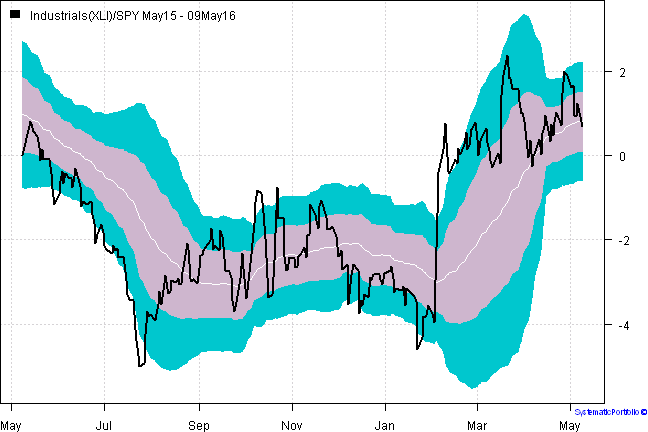 Industrials(XLI)/SPY May15 - 09May16
2
0
-2
-4
May Jul Sep Nov Jan Mar May
SystematicPortfolio ©